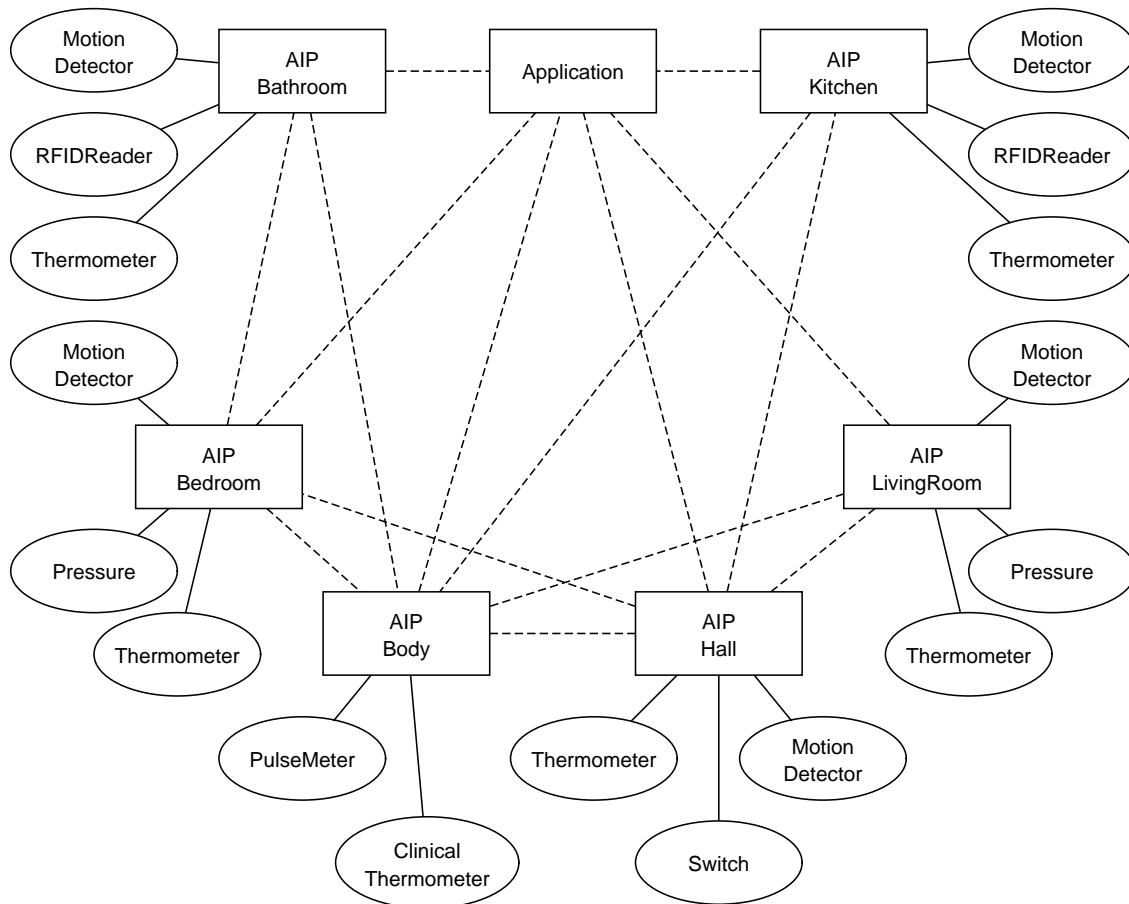 Motion
Detector
AIP
Bathroom
Application
AIP
Kitchen
Motion
Detector
RFIDReader
RFIDReader
Thermometer
Thermometer
Motion
Detector
Motion
Detector
AIP
Bedroom
AIP
LivingRoom
Pressure
Pressure
Thermometer
AIP
Body
AIP
Hall
Thermometer
PulseMeter
Thermometer
Motion
Detector
Clinical
Thermometer
Switch